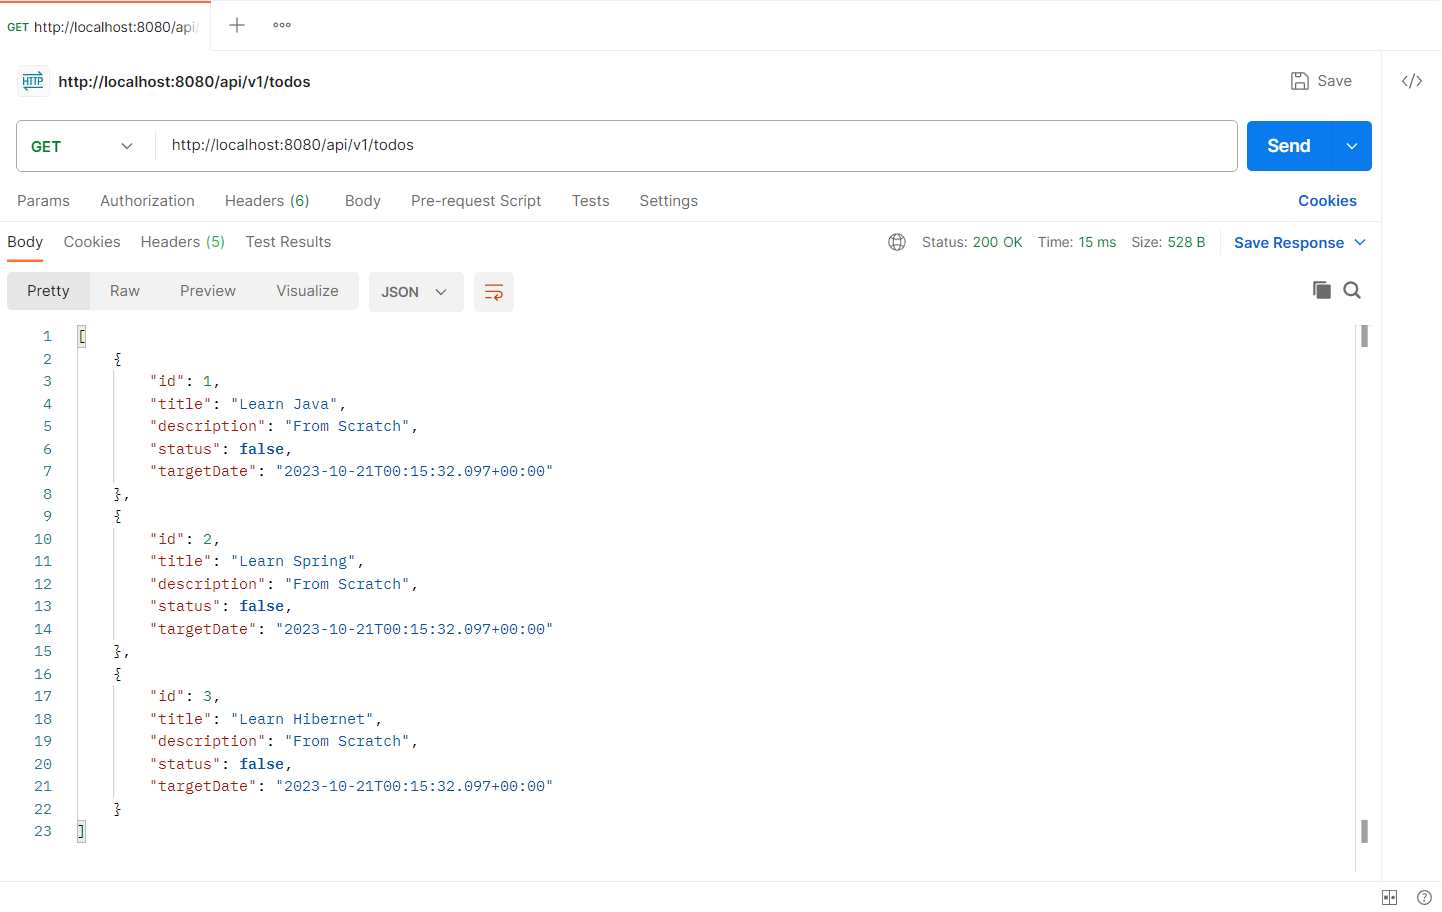 GET http://localhost:8080/api/
HTTP http://localhost:8080/api/v1/todos
Save
</>
GET
http://localhost:8080/api/v1/todos
Send
Params Authorization Headers (6) Body Pre-request Script Tests Settings Cookies
Body Cookies Headers (5) Test Results Status: 200 OK Time: 15 ms Size: 528 B Save Response
Pretty Raw Preview Visualize JSON
1 [
2 {
3 "id": 1,
4 "title": "Learn Java",
5 "description": "From Scratch",
6 "status": false,
7 "targetDate": "2023-10-21T00:15:32.097+00:00"
8 },
9 {
10 "id": 2,
11 "title": "Learn Spring",
12 "description": "From Scratch",
13 "status": false,
14 "targetDate": "2023-10-21T00:15:32.097+00:00"
15 },
16 {
17 "id": 3,
18 "title": "Learn Hibernet",
19 "description": "From Scratch",
20 "status": false,
21 "targetDate": "2023-10-21T00:15:32.097+00:00"
22 }
23 ]